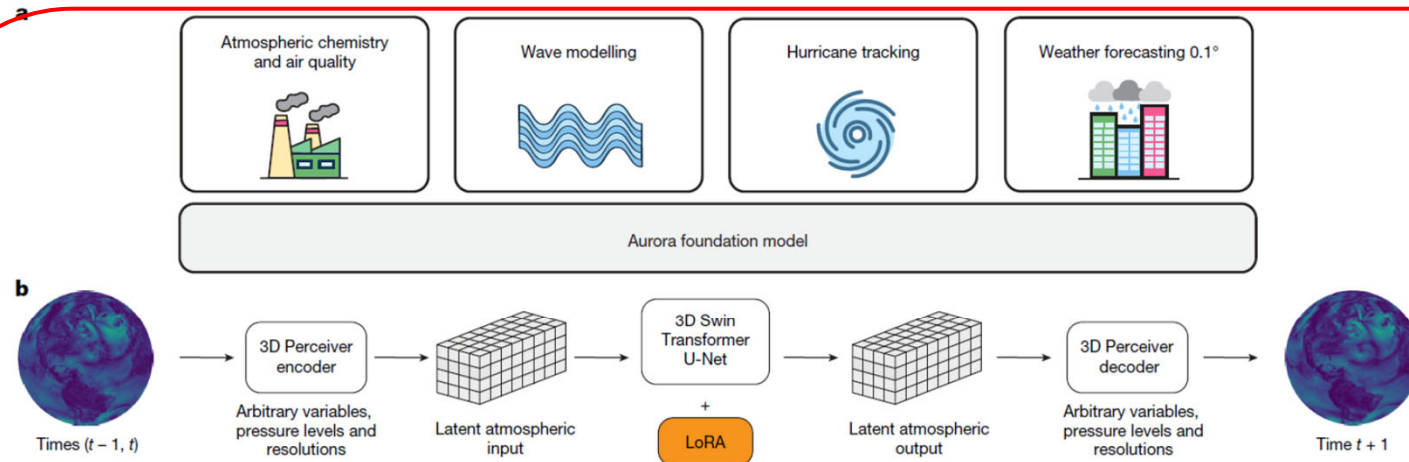 a
Atmospheric chemistry
and air quality
Wave modelling
Hurricane tracking
Weather forecasting 0.1°
Aurora foundation model
b
Times (t – 1, t)
3D Perceiver
encoder
Arbitrary variables,
pressure levels and
resolutions
Latent atmospheric
input
3D Swin
Transformer
U-Net
+
LoRA
Latent atmospheric
output
3D Perceiver
decoder
Arbitrary variables,
pressure levels and
resolutions
Time t + 1